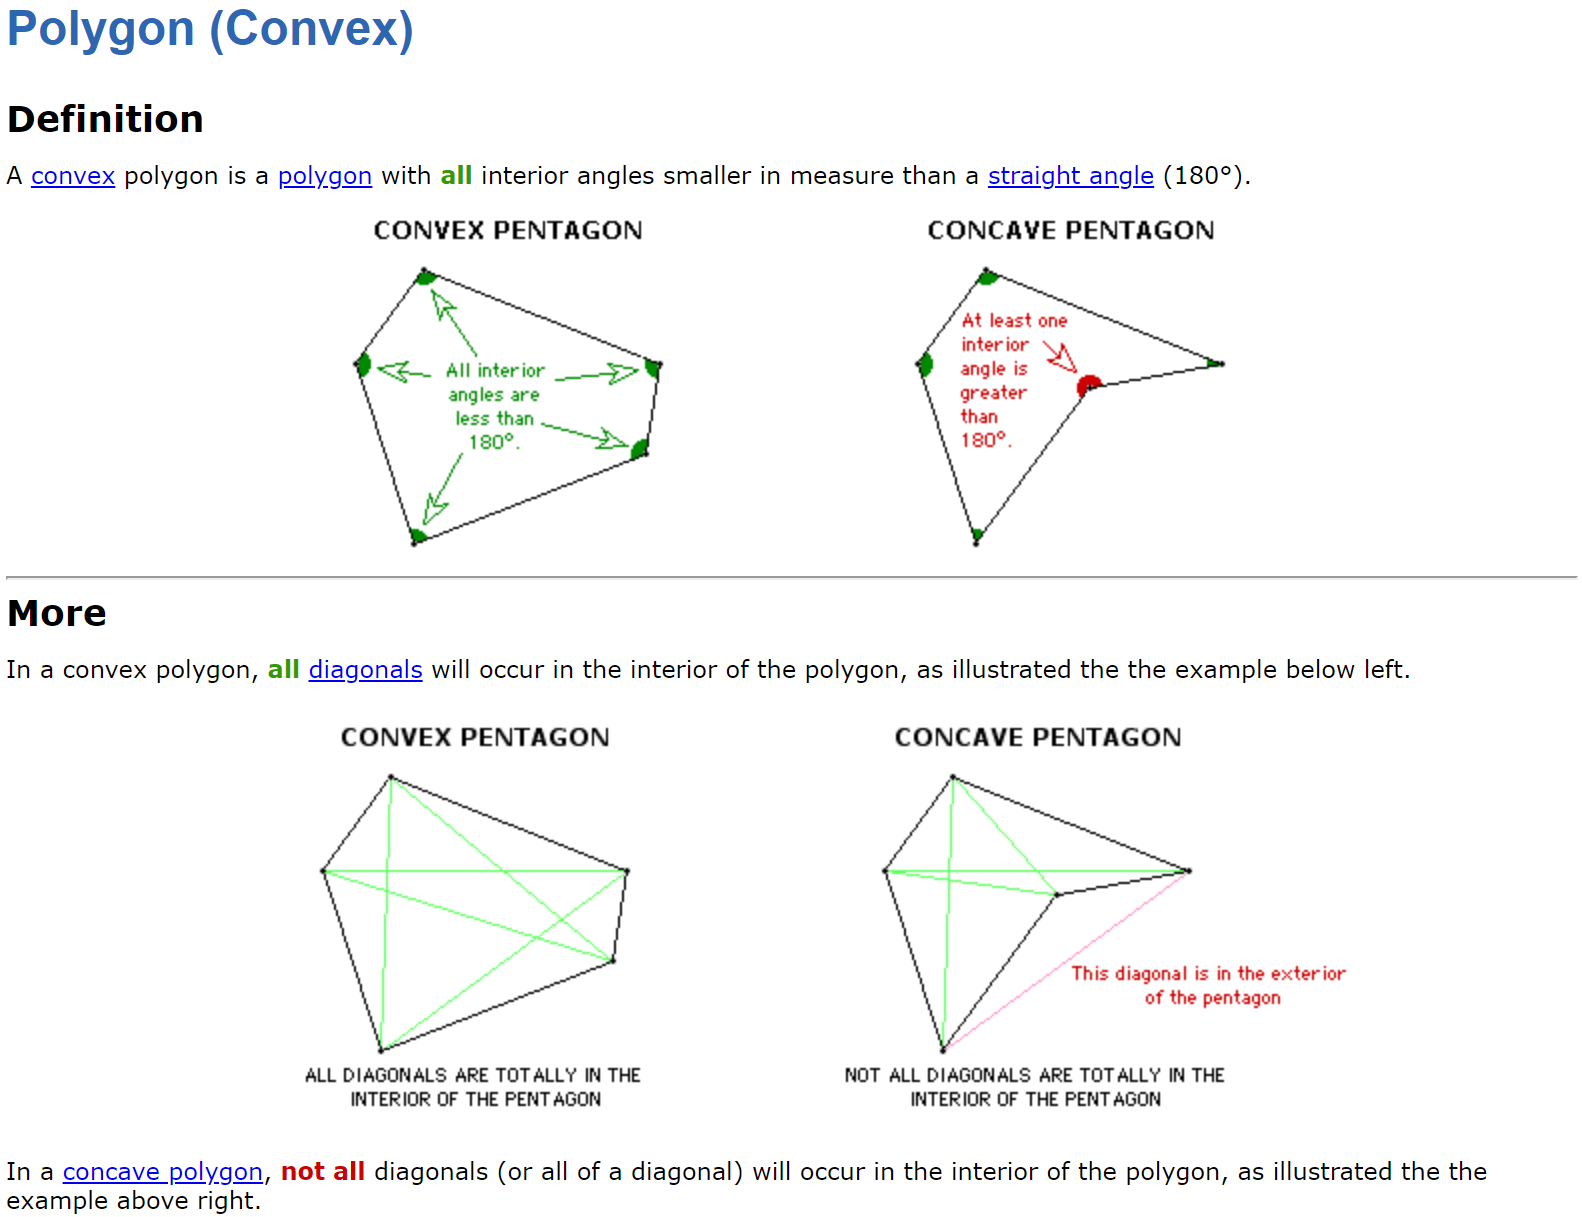 Polygon (Convex)
Definition
A convex polygon is a polygon with all interior angles smaller in measure than a straight angle (180°).
CONVEX PENTAGON
All interior
angles are
less than
180°.
CONCAVE PENTAGON
At least one
interior
angle is
greater
than
180°.
More
In a convex polygon, all diagonals will occur in the interior of the polygon, as illustrated the the example below left.
CONVEX PENTAGON
ALL DIAGONALS ARE TOTALLY IN THE
INTERIOR OF THE PENTAGON
CONCAVE PENTAGON
This diagonal is in the exterior
of the pentagon
NOT ALL DIAGONALS ARE TOTALLY IN THE
INTERIOR OF THE PENTAGON
In a concave polygon, not all diagonals (or all of a diagonal) will occur in the interior of the polygon, as illustrated the the
example above right.